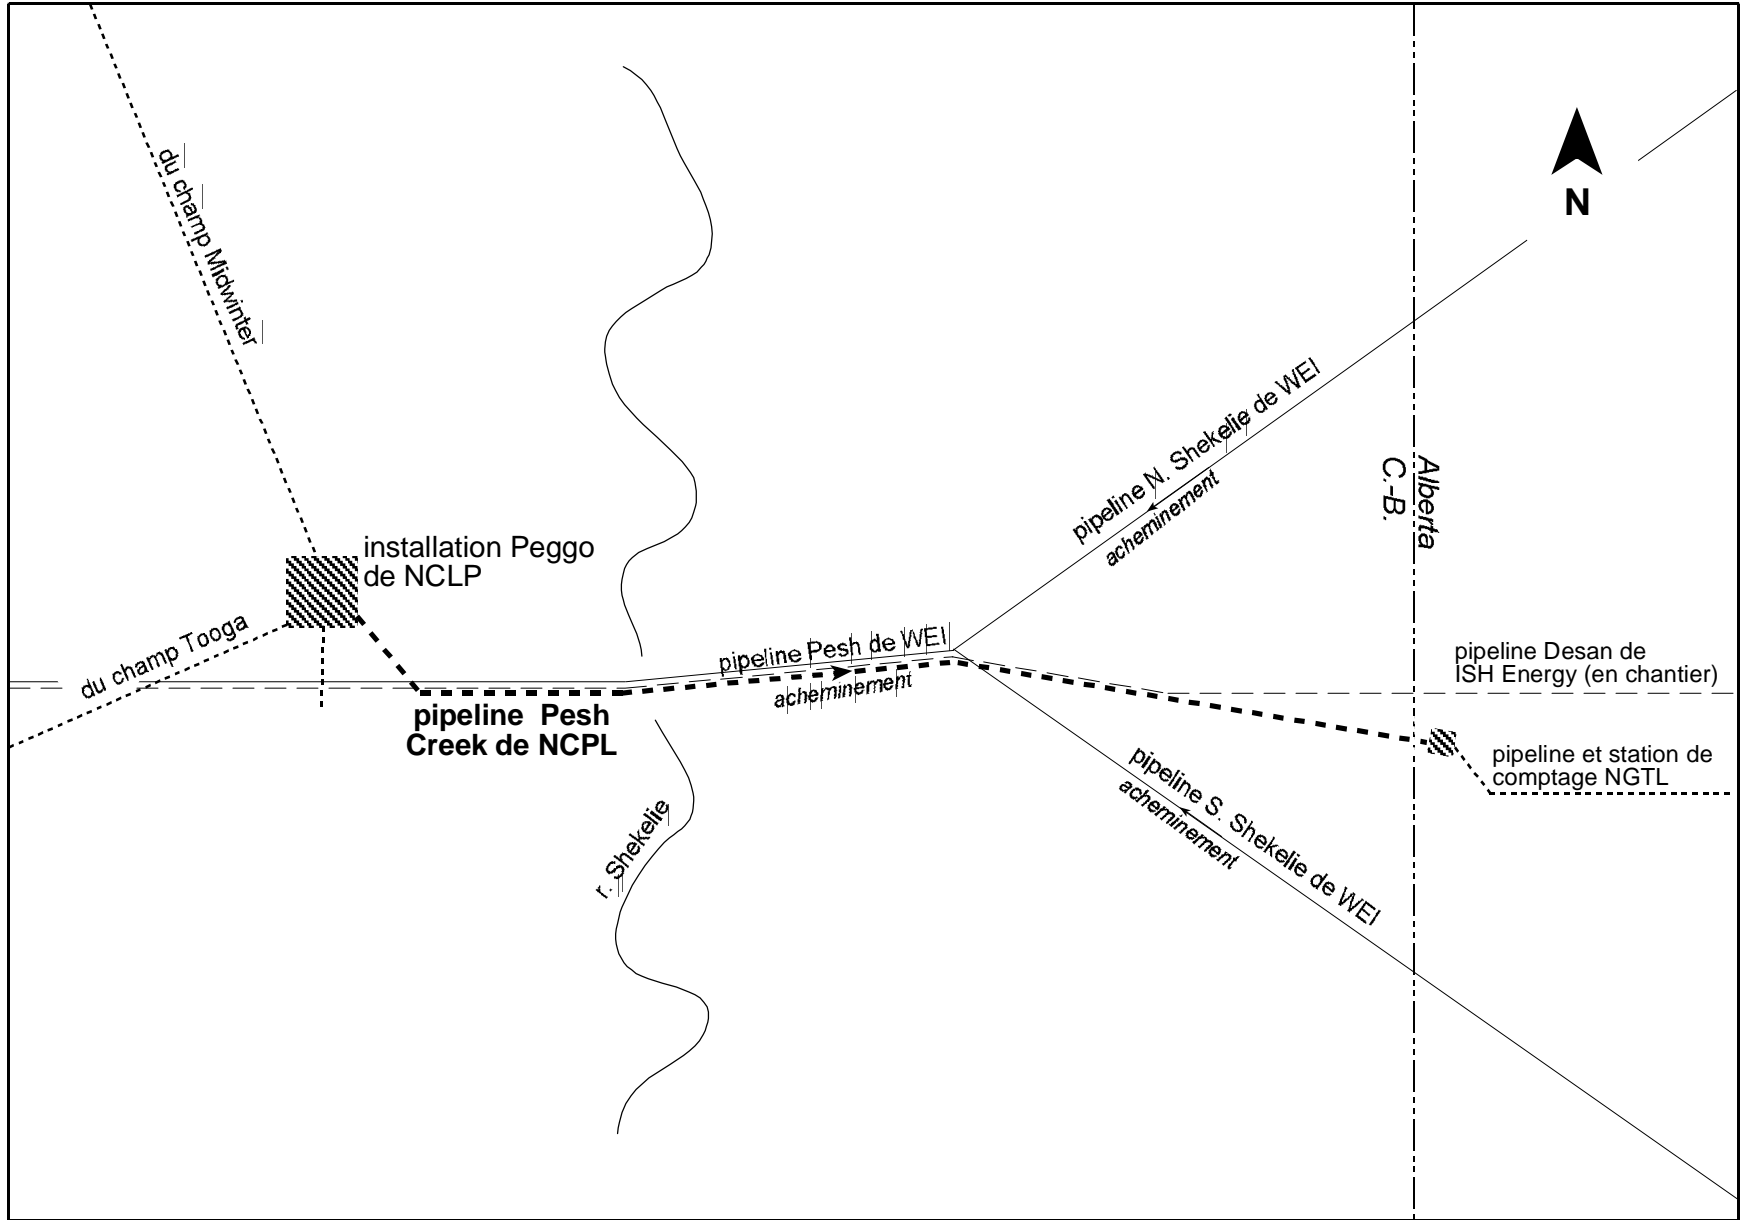 N
du champ Midwinter
pipeline N. Shekelie de WEI
acheminement
Alberta
C.-B.
installation Peggo
de NCLP
du champ Tooga
pipeline Pesh de WEI
acheminement
pipeline Desan de
ISH Energy (en chantier)
pipeline Pesh
Creek de NCPL
pipeline et station de
comptage NGTL
pipeline S. Shekelie de WEI
acheminement
r. Shekelie